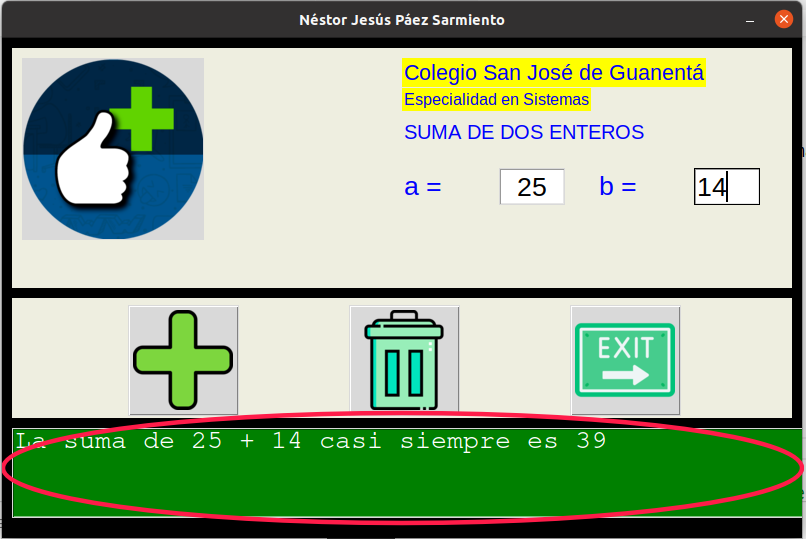 Néstor Jesús Páez Sarmiento
Colegio San José de Guanentá
Especialidad en Sistemas
SUMA DE DOS ENTEROS
a = 25 b = 14
EXIT
La suma de 25 + 14 casi siempre es 39